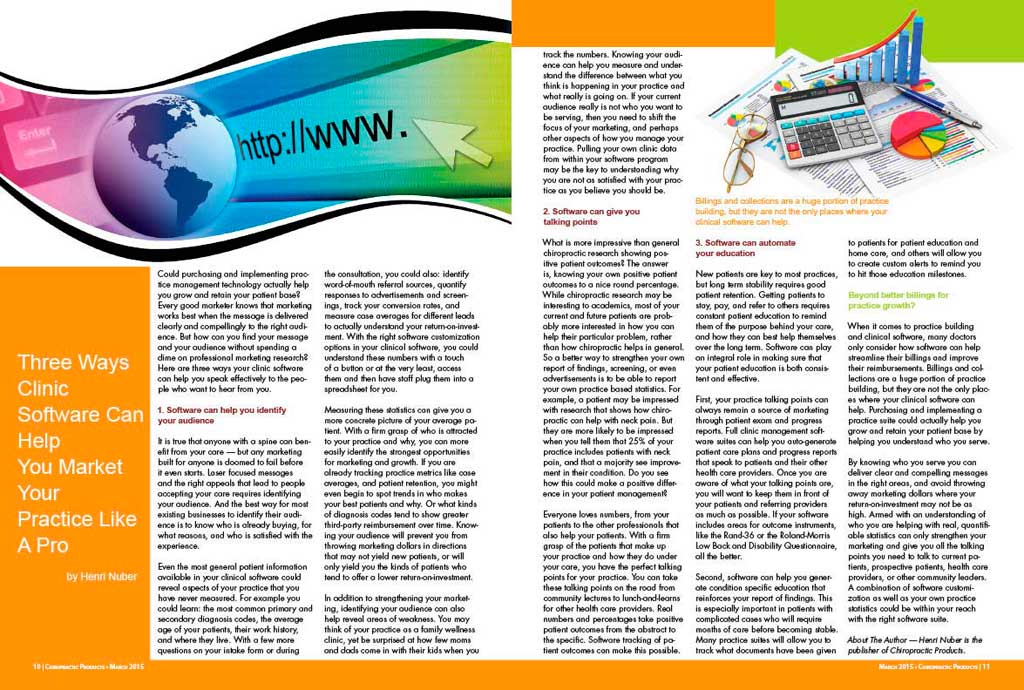 Enter
http://www.
Three Ways
Clinic
Software Can
Help
You Market
Your
Practice Like
A Pro
by Henri Nuber
Could purchasing and implementing prac-
tice management technology actually help
you grow and retain your patient base?
Every good marketer knows that marketing
works best when the message is delivered
clearly and compellingly to the right audi-
ence. But how can you find your message
and your audience without spending a
dime on professional marketing research?
Here are three ways your clinic software
can help you speak effectively to the peo-
ple who want to hear from you.
1. Software can help you identify
your audience
It is true that anyone with a spine can ben-
efit from your care — but any marketing
built for anyone is doomed to fail before
it even starts. Laser focused messages
and the right appeals that lead to people
accepting your care requires identifying
your audience. And the best way for most
existing businesses to identify their audi-
ence is to know who is already buying, for
what reasons, and who is satisfied with the
experience.
Even the most general patient information
available in your clinical software could
reveal aspects of your practice that you
have never measured. For example you
could learn: the most common primary and
secondary diagnosis codes, the average
age of your patients, their work history,
and where they live. With a few more
questions on your intake form or during
the consultation, you could also: identify
word-of-mouth referral sources, quantify
responses to advertisements and screen-
ings, track your conversion rates, and
measure case averages for different leads
to actually understand your return-on-invest-
ment. With the right software customization
options in your clinical software, you could
understand these numbers with a touch
of a button or at the very least, access
them and then have staff plug them into a
spreadsheet for you.
Measuring these statistics can give you a
more concrete picture of your average pa-
tient. With a firm grasp of who is attracted
to your practice and why, you can more
easily identify the strongest opportunities
for marketing and growth. If you are
already tracking practice metrics like case
averages, and patient retention, you might
even begin to spot trends in who makes
your best patients and why. Or what kinds
of diagnosis codes tend to show greater
third-party reimbursement over time. Know-
ing your audience will prevent you from
throwing marketing dollars in directions
that may not yield new patients, or will
only yield you the kinds of patients who
tend to offer a lower return-on-investment.
In addition to strengthening your market-
ing, identifying your audience can also
help reveal areas of weakness. You may
think of your practice as a family wellness
clinic, yet be surprised at how few moms
and dads come in with their kids when you
10 | Chiropractic Products • March 2015
track the numbers. Knowing your audi-
ence can help you measure and under-
stand the difference between what you
think is happening in your practice and
what really is going on. If your current
audience really is not who you want to
be serving, then you need to shift the
focus of your marketing, and perhaps
other aspects of how you manage your
practice. Pulling your own clinic data
from within your software program
may be the key to understanding why
you are not as satisfied with your prac-
tice as you believe you should be.
2. Software can give you
talking points
What is more impressive than general
chiropractic research showing pos-
itive patient outcomes? The answer
is, knowing your own positive patient
outcomes to a nice round percentage.
While chiropractic research may be
interesting to academics, most of your
current and future patients are prob-
ably more interested in how you can
help their particular problem, rather
than how chiropractic helps in general.
So a better way to strengthen your own
report of findings, screening, or even
advertisements is to be able to report
your own practice based statistics. For
example, a patient may be impressed
with research that shows how chiro-
practic can help with neck pain. But
they are more likely to be impressed
when you tell them that 25% of your
practice includes patients with neck
pain, and that a majority see improve-
ment in their condition. Do you see
how this could make a positive differ-
ence in your patient management?
Everyone loves numbers, from your
patients to the other professionals that
also help your patients. With a firm
grasp of the patients that make up
your practice and how they do under
your care, you have the perfect talking
points for your practice. You can take
these talking points on the road from
community lectures to lunch-and-learns
for other health care providers. Real
numbers and percentages take positive
patient outcomes from the abstract to
the specific. Software tracking of pa-
tient outcomes can make this possible.
Billings and collections are a huge portion of practice
building, but they are not the only places where your
clinical software can help.
3. Software can automate
your education
New patients are key to most practices,
but long term stability requires good
patient retention. Getting patients to
stay, pay, and refer to others requires
constant patient education to remind
them of the purpose behind your care,
and how they can best help themselves
over the long term. Software can play
an integral role in making sure that
your patient education is both consis-
tent and effective.
First, your practice talking points can
always remain a source of marketing
through patient exam and progress
reports. Full clinic management soft-
ware suites can help you auto-generate
patient care plans and progress reports
that speak to patients and their other
health care providers. Once you are
aware of what your talking points are,
you will want to keep them in front of
your patients and referring providers
as much as possible. If your software
includes areas for outcome instruments,
like the Rand-36 or the Roland-Morris
Low Back and Disability Questionnaire,
all the better.
Second, software can help you gener-
ate condition specific education that
reinforces your report of findings. This
is especially important in patients with
complicated cases who will require
months of care before becoming stable.
Many practice suites will allow you to
track what documents have been given
to patients for patient education and
home care, and others will allow you
to create custom alerts to remind you
to hit those education milestones.
Beyond better billings for
practice growth?
When it comes to practice building
and clinical software, many doctors
only consider how software can help
streamline their billings and improve
their reimbursements. Billings and col-
lections are a huge portion of practice
building, but they are not the only plac-
es where your clinical software can
help. Purchasing and implementing a
practice suite could actually help you
grow and retain your patient base by
helping you understand who you serve.
By knowing who you serve you can
deliver clear and compelling messages
in the right areas, and avoid throwing
away marketing dollars where your
return-on-investment may not be as
high. Armed with an understanding of
who you are helping with real, quantifi-
able statistics can only strengthen your
marketing and give you all the talking
points you need to talk to current pa-
tients, prospective patients, health care
providers, or other community leaders.
A combination of software customi-
zation as well as your own practice
statistics could be within your reach
with the right software suite.
About The Author — Henri Nuber is the
publisher of Chiropractic Products.
March 2015 • Chiropractic Products | 11